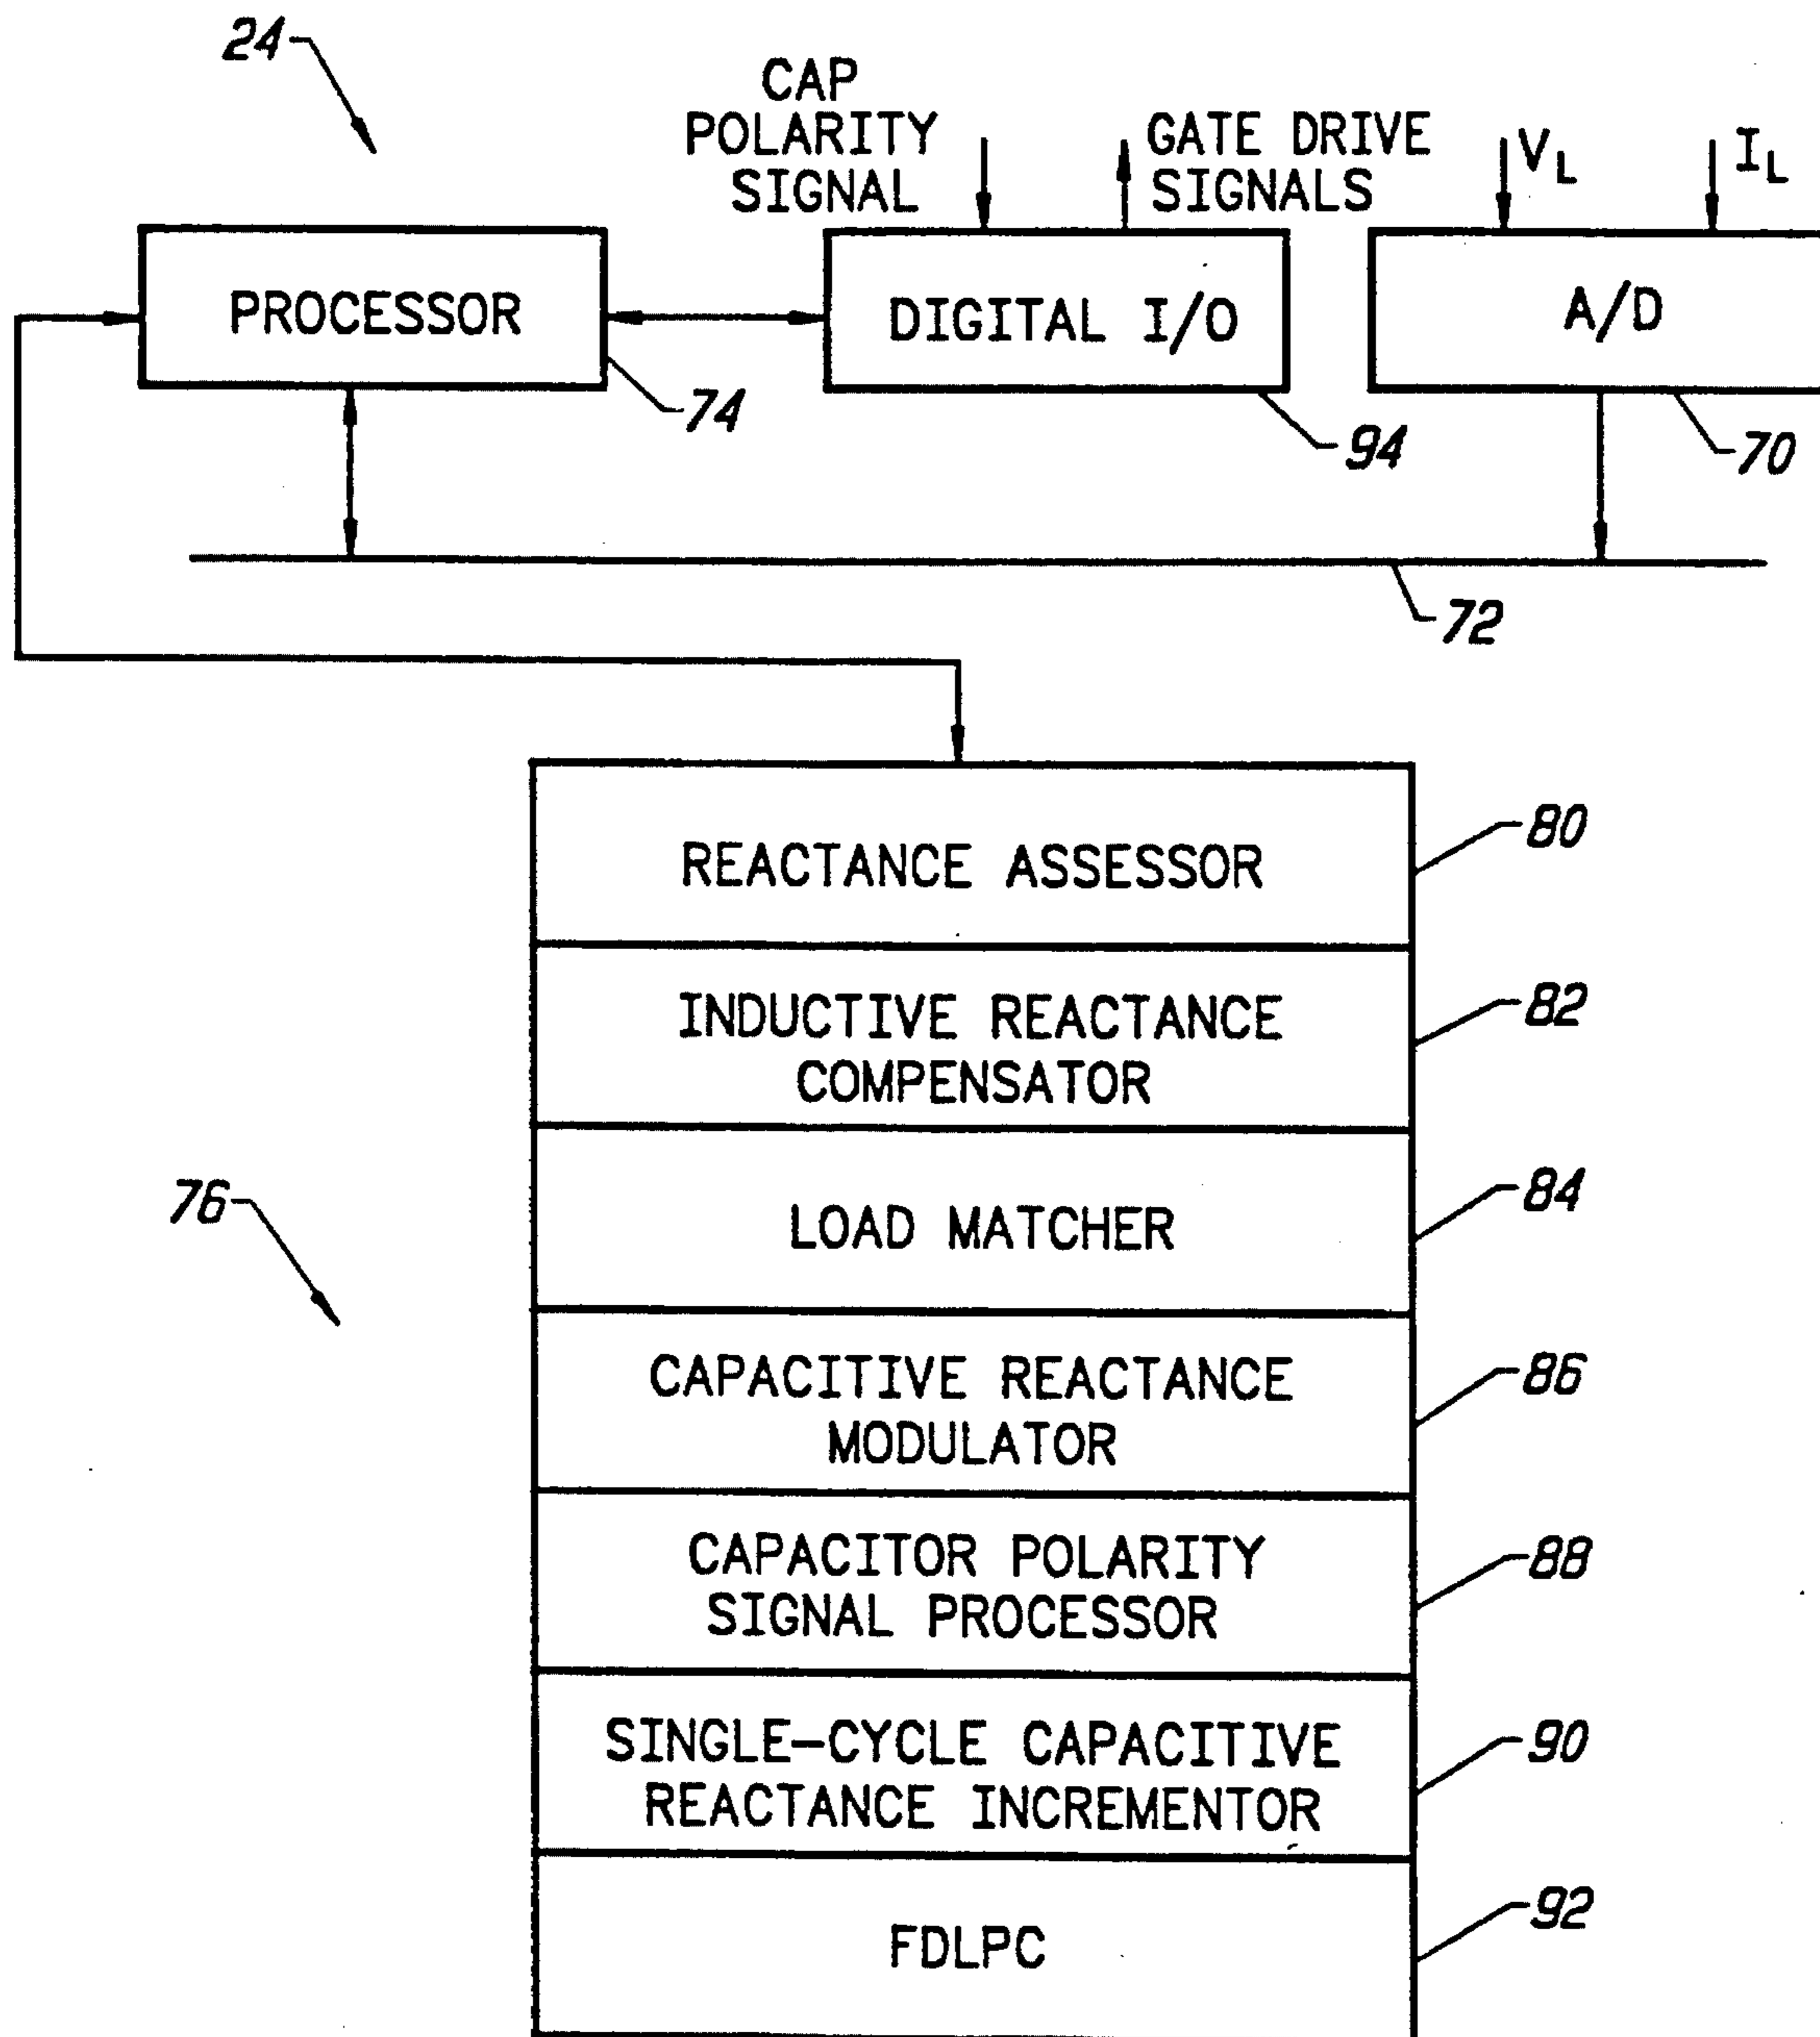 24
CAP
POLARITY
SIGNAL
GATE DRIVE
SIGNALS
VL
IL
PROCESSOR
DIGITAL I/O
A/D
74
94
70
72
REACTANCE ASSESSOR
80
INDUCTIVE REACTANCE
COMPENSATOR
82
76
LOAD MATCHER
84
CAPACITIVE REACTANCE
MODULATOR
86
CAPACITOR POLARITY
SIGNAL PROCESSOR
88
SINGLE-CYCLE CAPACITIVE
REACTANCE INCREMENTOR
90
FDLPC
92